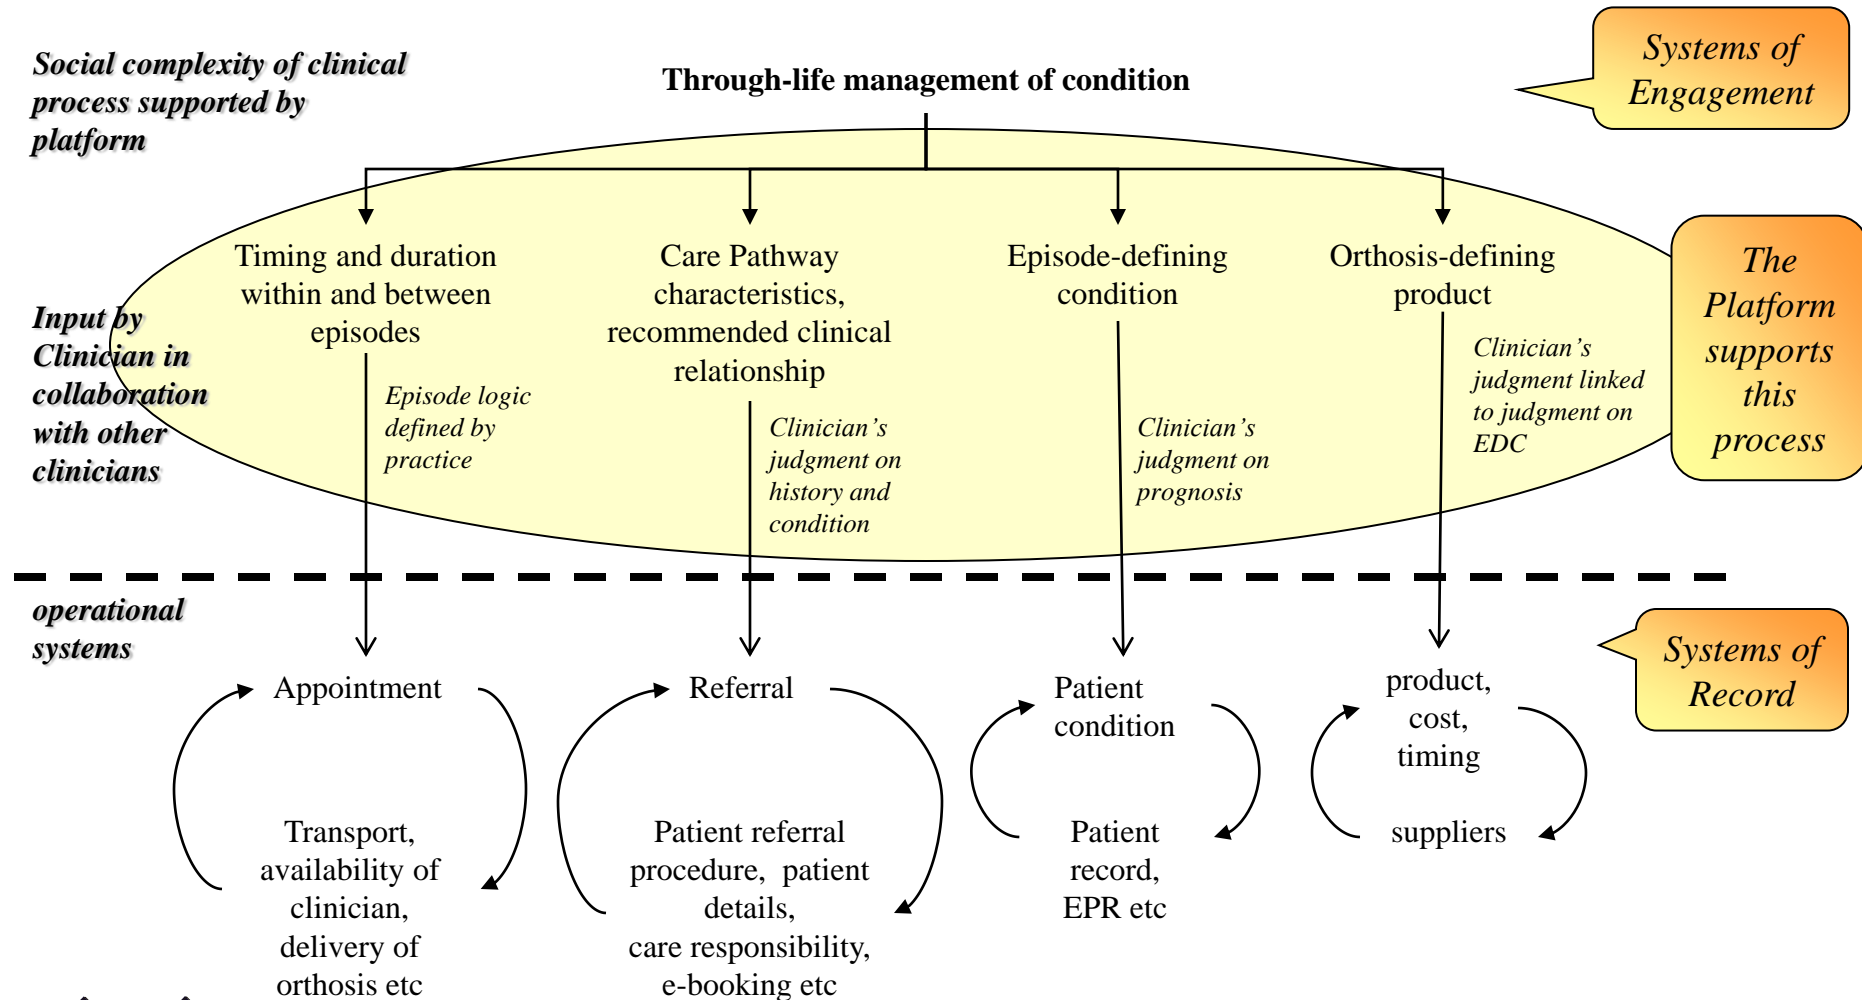 Social complexity of clinical
process supported by
platform
Through-life management of condition
Systems of
Engagement
Timing and duration
within and between
episodes
Care Pathway
characteristics,
recommended clinical
relationship
Episode-defining
condition
Orthosis-defining
product
The
Platform
supports
this
process
Input by
Clinician in
collaboration
with other
clinicians
Episode logic
defined by
practice
Clinician’s
judgment on
history and
condition
Clinician’s
judgment on
prognosis
Clinician’s
judgment linked
to judgment on
EDC
operational
systems
Systems of
Record
Appointment
Referral
Patient
condition
product,
cost,
timing
Transport,
availability of
clinician,
delivery of
orthosis etc
Patient referral
procedure,  patient
details,
care responsibility,
e-booking etc
Patient
record,
EPR etc
suppliers